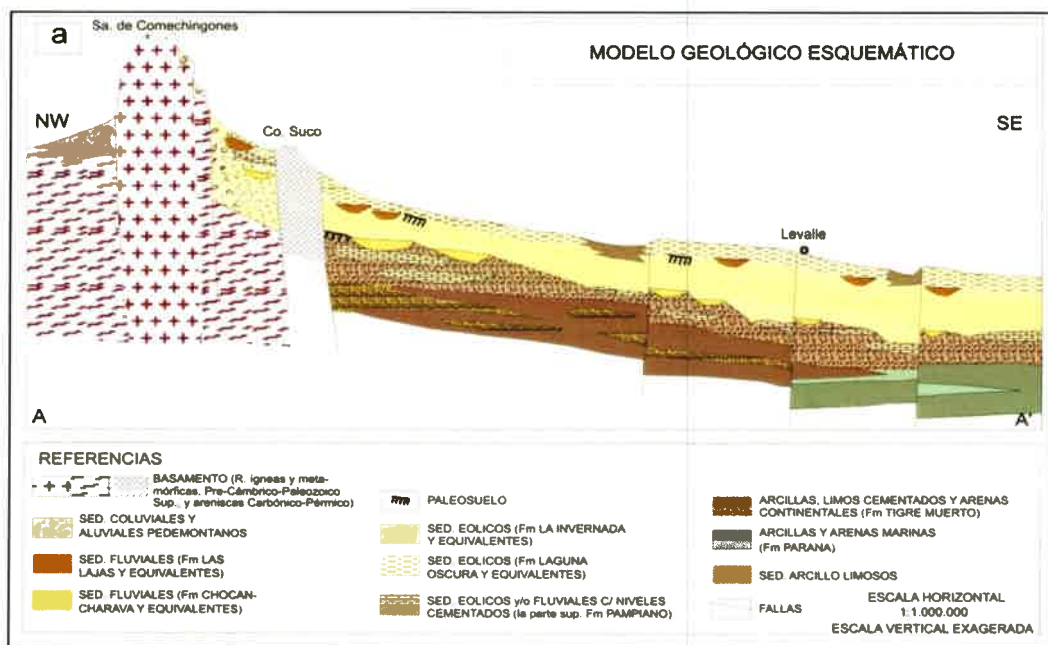 a
Sa. de Comechingones
MODELO GEOLÓGICO ESQUEMÁTICO
NW
Co. Suco
SE
Levalle
A
A'
REFERENCIAS
BASAMENTO (R. igneas y meta-
mórficas, Pre-Cámbrico-Paleozoico
Sup. y areniscas Carbónico-Pérmico)
SED. COLUVIALES Y
ALUVIALES PEDEMONTANOS
SED. FLUVIALES (Fm LAS
LAJAS Y EQUIVALENTES)
SED. FLUVIALES (Fm CHOCAN-
CHARAVA Y EQUIVALENTES)
PALEOSUELO
SED. EOLICOS (Fm LA INVERNADA
Y EQUIVALENTES)
SED. EOLICOS (Fm LAGUNA
OSCURA Y EQUIVALENTES)
SED. EOLICOS y/o FLUVIALES C/ NIVELES
CEMENTADOS (la parte sup. Fm PAMPIANO)
ARCILLAS, LIMOS CEMENTADOS Y ARENAS
CONTINENTALES (Fm TIGRE MUERTO)
ARCILLAS Y ARENAS MARINAS
(Fm PARANA)
SED. ARCILLO LIMOSOS
FALLAS
ESCALA HORIZONTAL
1:1.000.000
ESCALA VERTICAL EXAGERADA